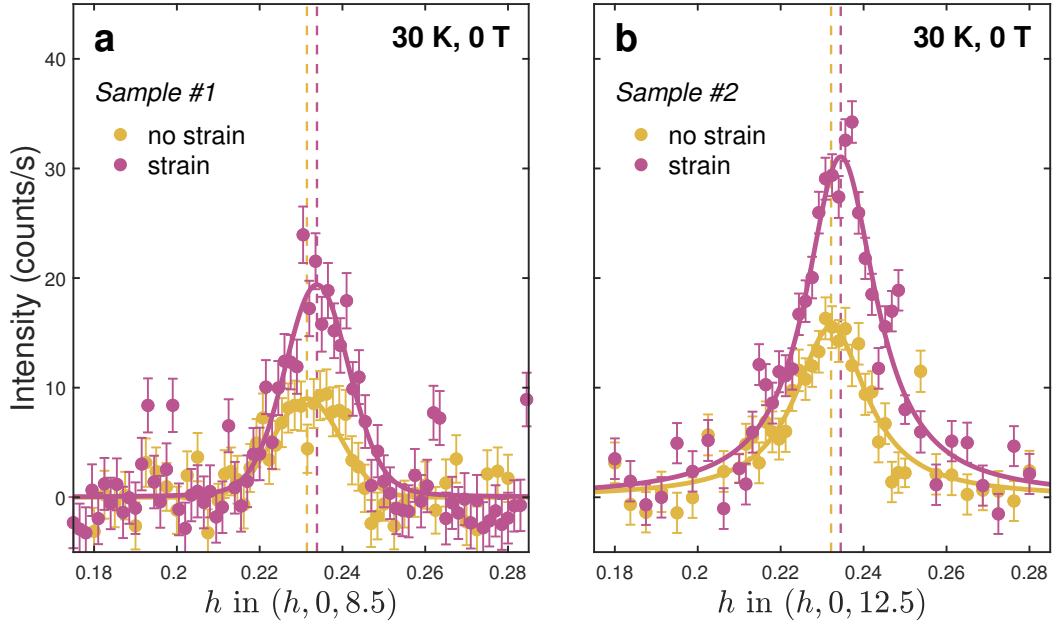 a
30 K, 0 T
Sample #1
no strain
strain
40
30
20
10
0
0.18
0.2
0.22
0.24
0.26
0.28
Intensity (counts/s)
h in (h, 0, 8.5)
b
30 K, 0 T
Sample #2
no strain
strain
0.18
0.2
0.22
0.24
0.26
0.28
h in (h, 0, 12.5)